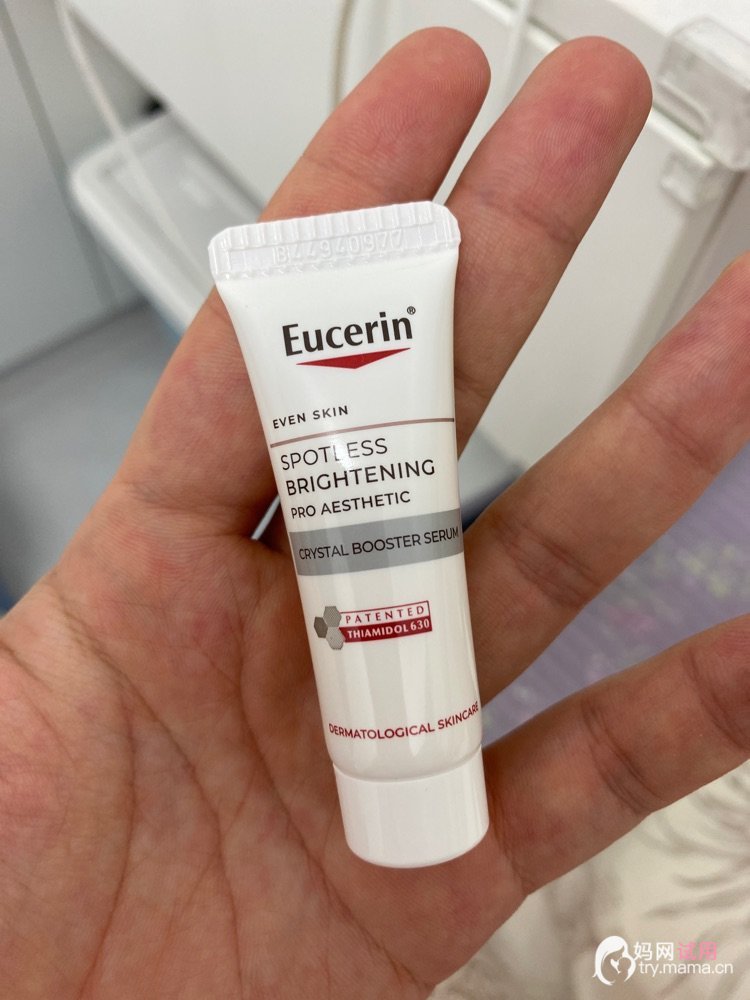 Eucerin®
EVEN SKIN
SPOTLESS
BRIGHTENING
PRO AESTHETIC
CRYSTAL BOOSTER SERUM
PATENTED
THIAMIDOL 630
DERMATOLOGICAL SKINCARE
妈网试用
try.mama.cn